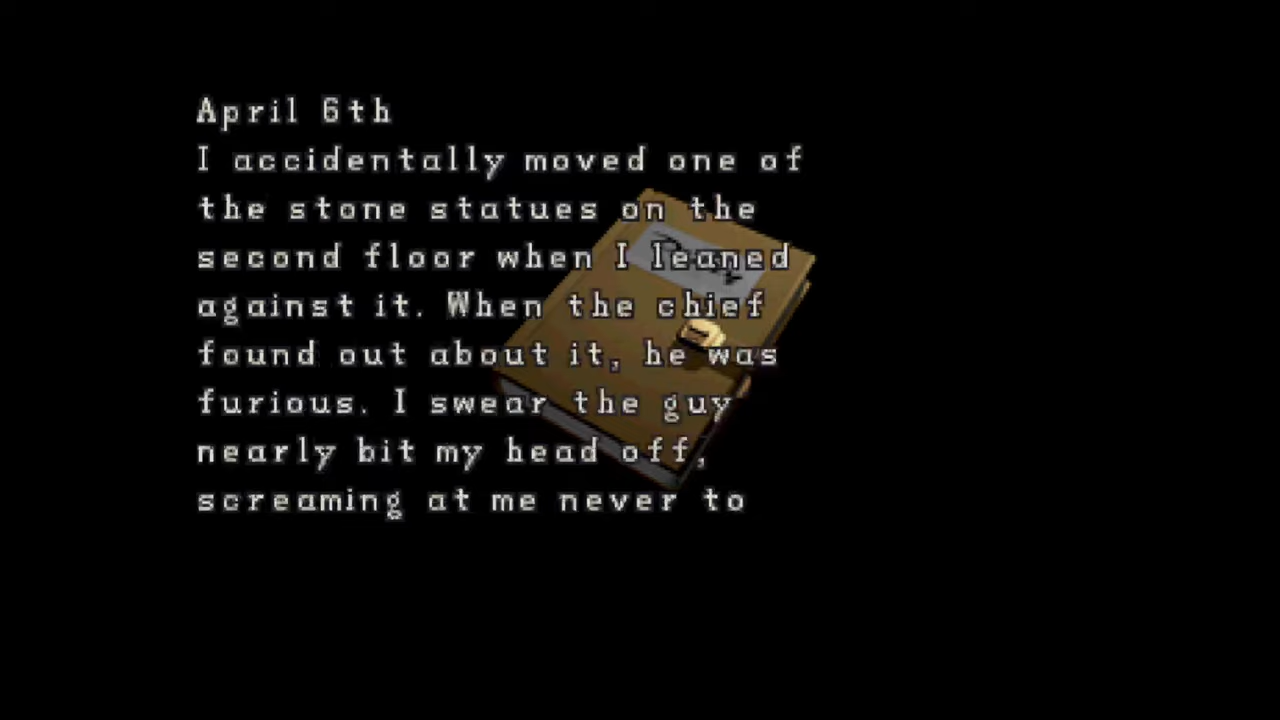 April 6th
I accidentally moved one of
the stone statues on the
second floor when I leaned
against it. When the chief
found out about it, he was
furious. I swear the guy
nearly bit my head off,
screaming at me never to